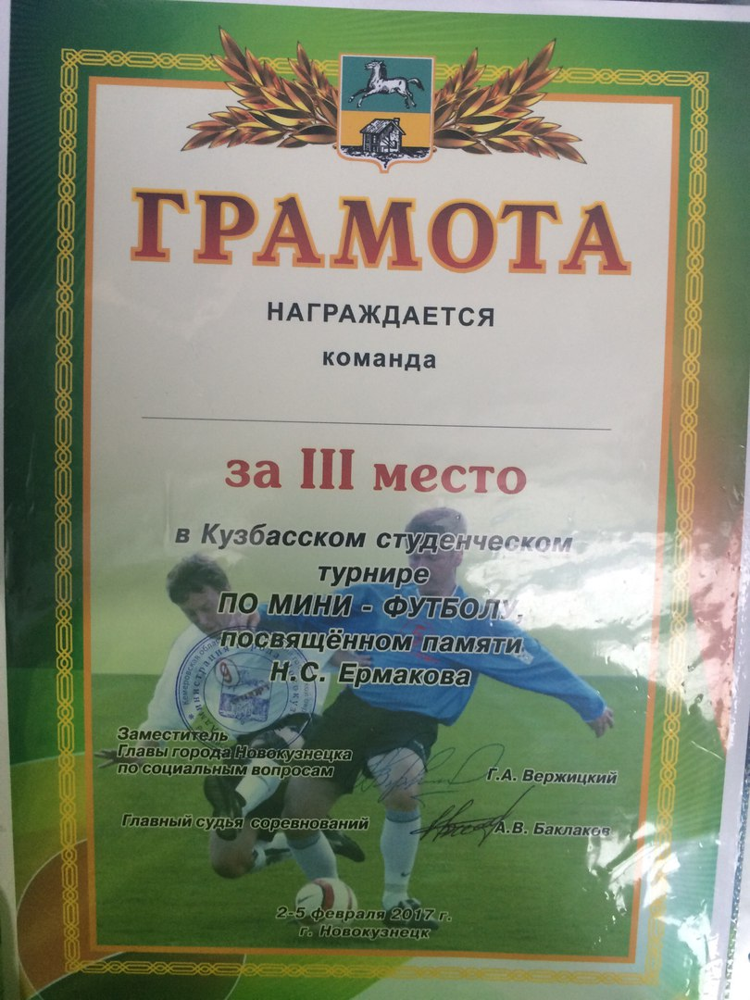 ГРАМОТА
НАГРАЖДАЕТСЯ
команда
за III место
в Кузбасском студенческом
турнире
ПО МИНИ - ФУТБОЛУ,
посвящённом памяти
Н.С. Ермакова
Заместитель
Главы города Новокузнецка
по социальным вопросам
Г.А. Вержицкий
Главный судья соревнований
А.В. Баклаков
2-5 февраля 2017 г.
г. Новокузнецк